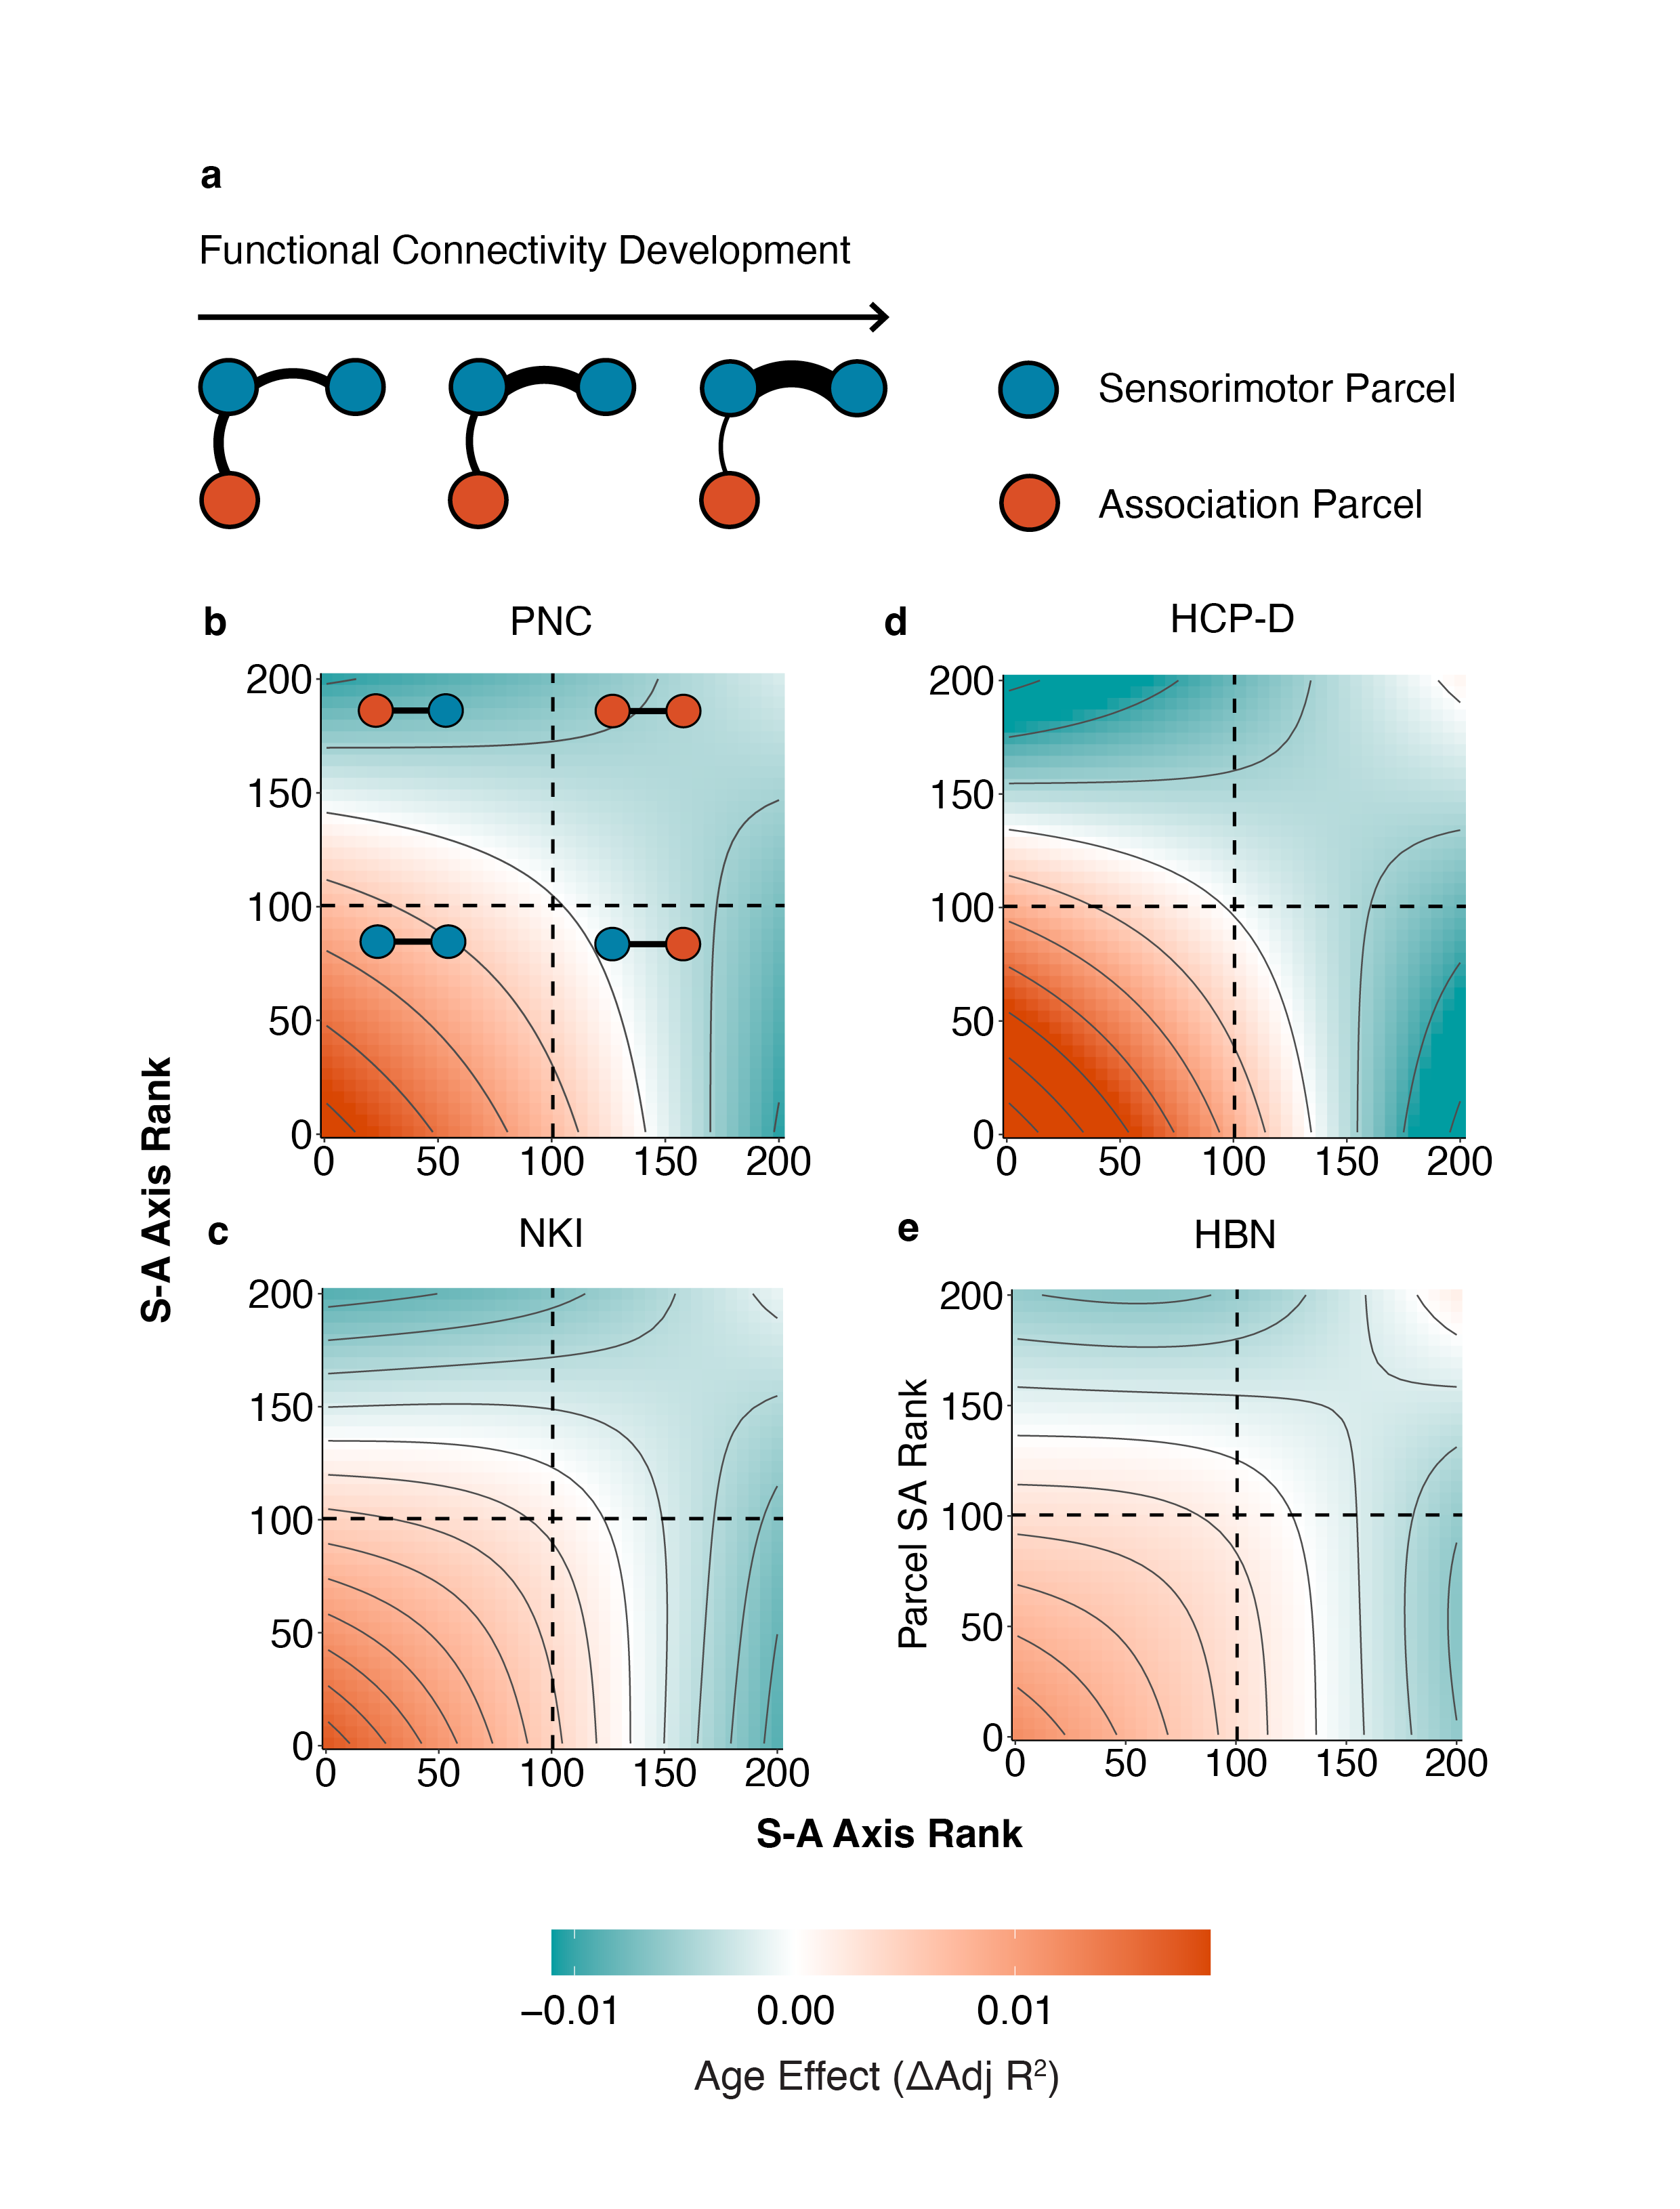 a
Functional Connectivity Development
Sensorimotor Parcel
Association Parcel
b
PNC
200
150
100
50
0
0 50 100 150 200
d
HCP-D
200
150
100
50
0
0 50 100 150 200
S-A Axis Rank
c
NKI
200
150
100
50
0
0 50 100 150 200
e
HBN
Parcel SA Rank
200
150
100
50
0
0 50 100 150 200
S-A Axis Rank
−0.01 0.00 0.01
Age Effect (ΔAdj R²)